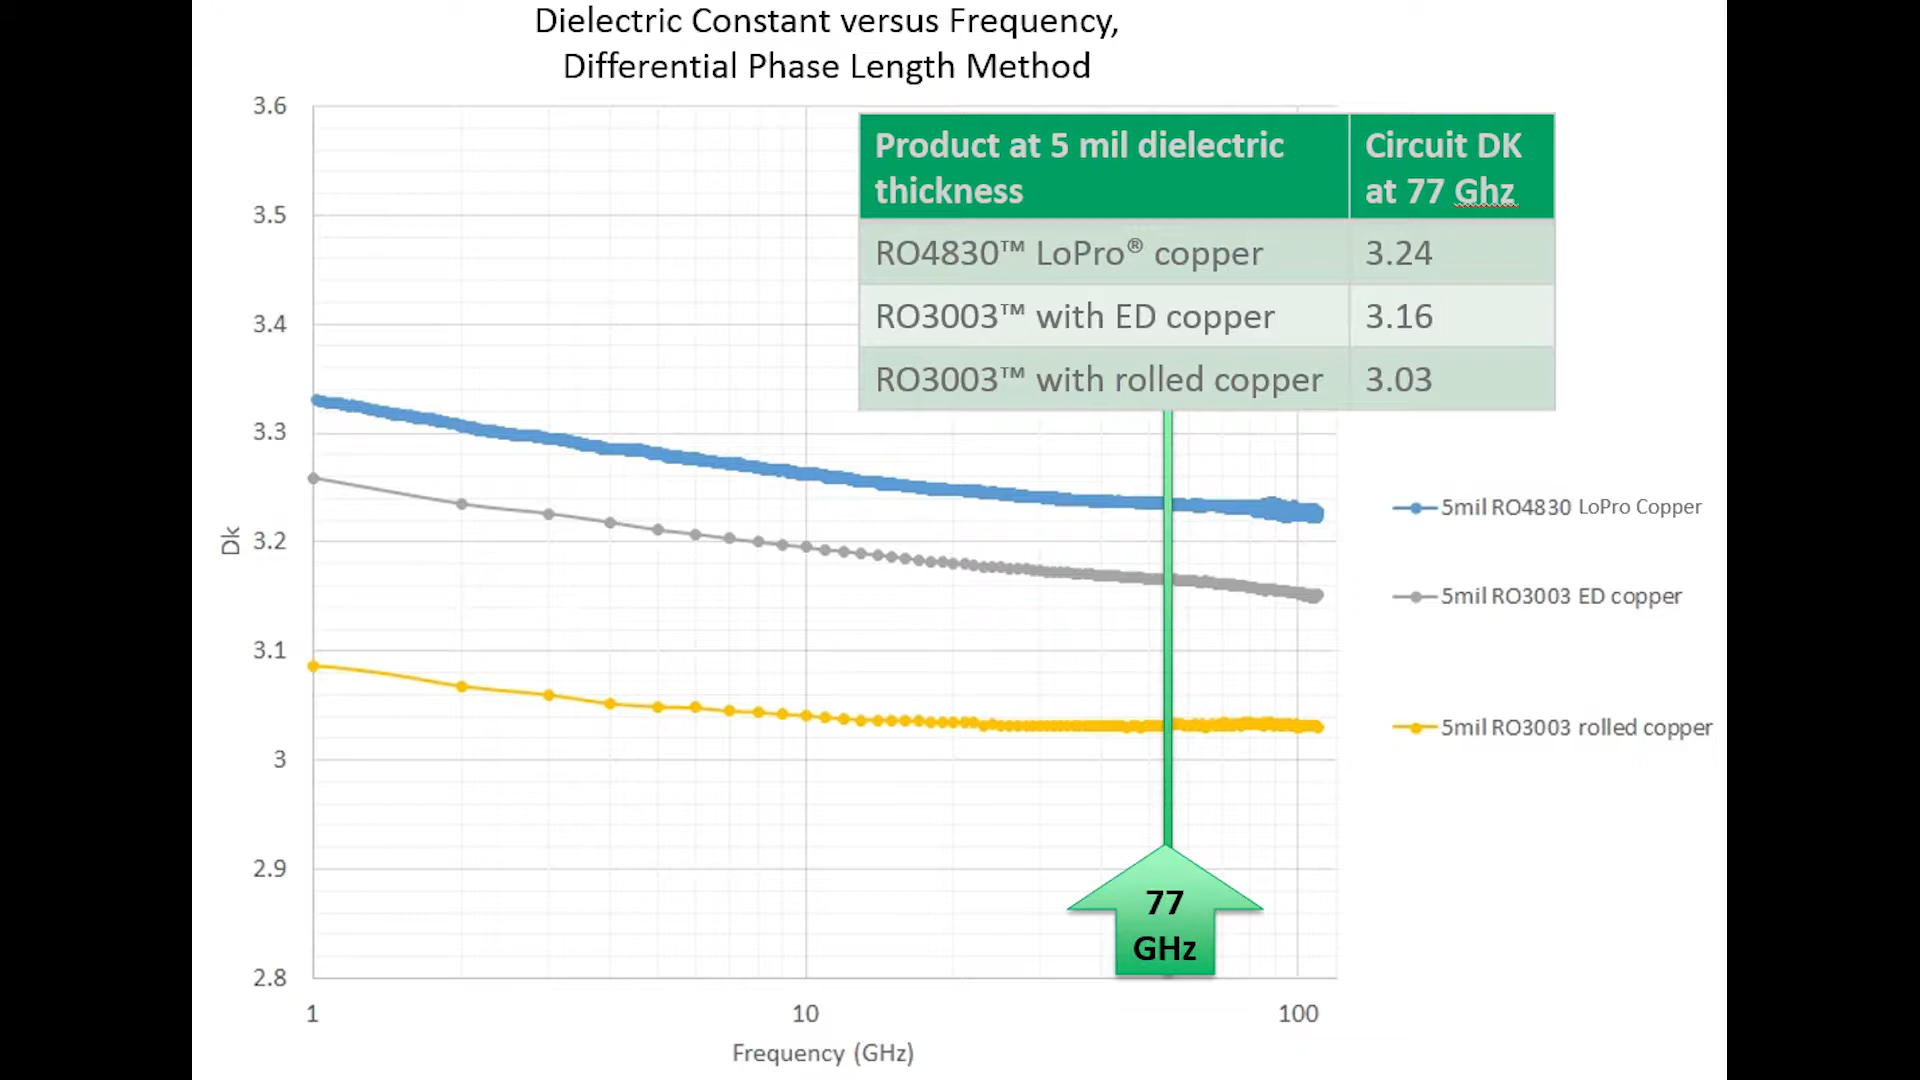 Dielectric Constant versus Frequency,
Differential Phase Length Method
3.6
3.5
3.4
3.3
3.2
3.1
3
2.9
2.8
Dk
Product at 5 mil dielectric
thickness
Circuit DK
at 77 Ghz
RO4830™ LoPro® copper
3.24
RO3003™ with ED copper
3.16
RO3003™ with rolled copper
3.03
5mil RO4830 LoPro Copper
5mil RO3003 ED copper
5mil RO3003 rolled copper
77
GHz
1
10
100
Frequency (GHz)